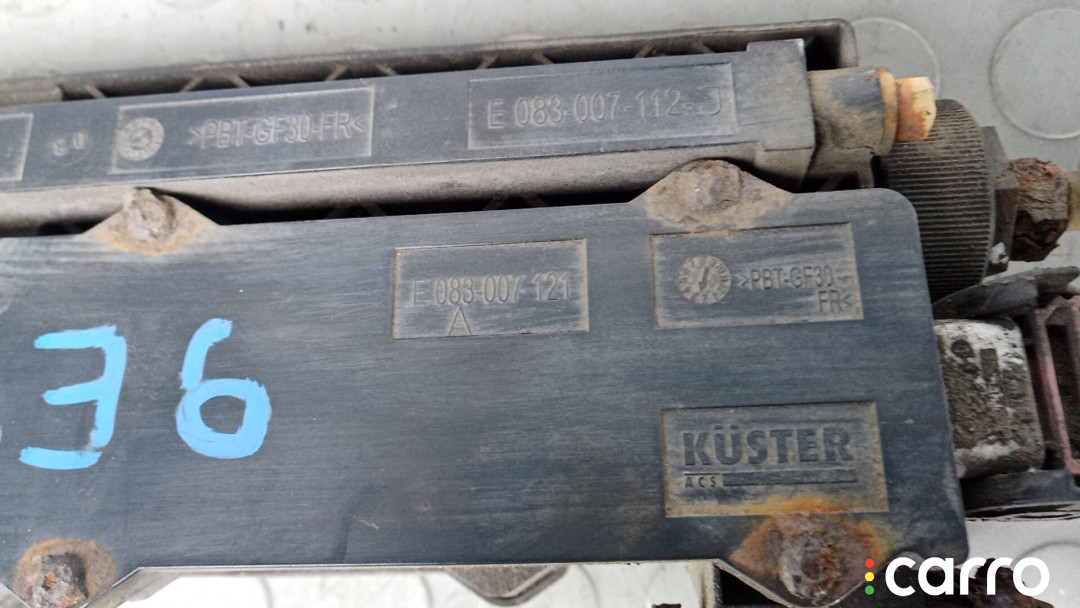 >PBT-GF30-FR<
E 083-007-112-J
E 083-007-121
A
>PBT-GF30-
FR<
36
KÜSTER
ACS
carro